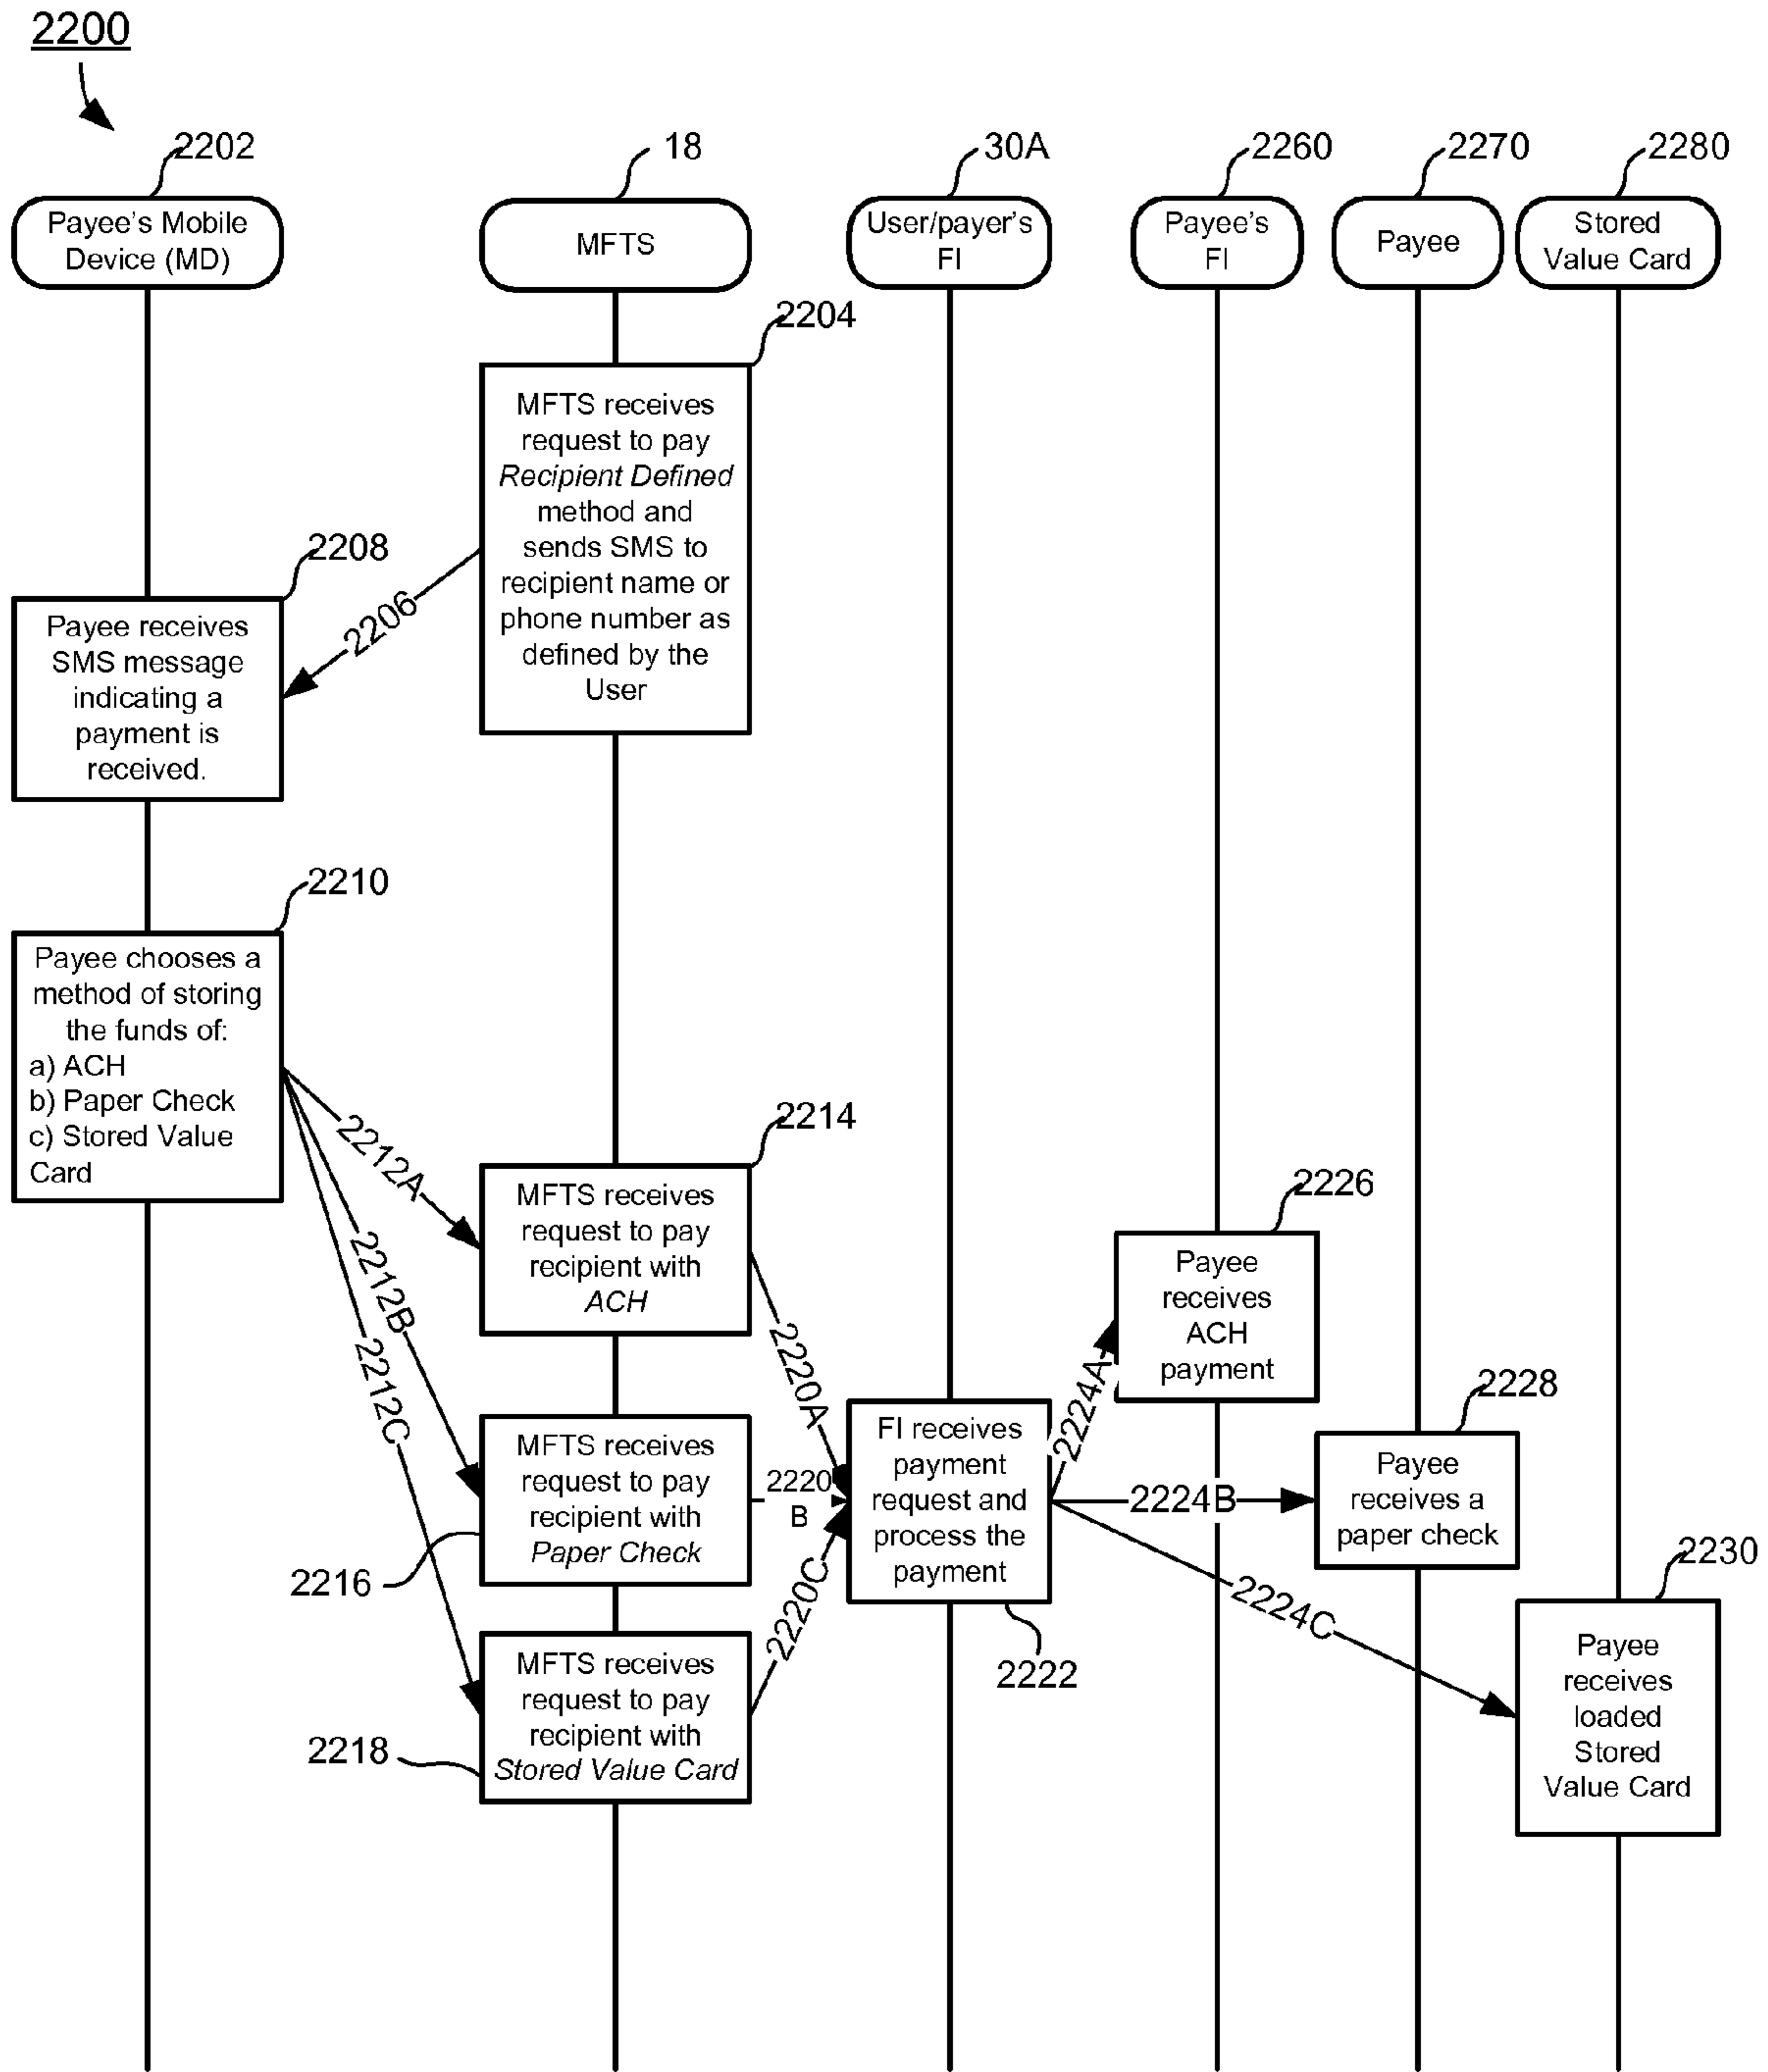 2200
2202
18
30A
2260
2270
2280
Payee's Mobile
Device (MD)
MFTS
User/payer's
FI
Payee's
FI
Payee
Stored
Value Card
2204
MFTS receives
request to pay
Recipient Defined
method and
sends SMS to
recipient name or
phone number as
defined by the
User
2206
2208
Payee receives
SMS message
indicating a
payment is
received.
2210
Payee chooses a
method of storing
the funds of:
a) ACH
b) Paper Check
c) Stored Value
Card
2212A
2212B
2212C
2214
MFTS receives
request to pay
recipient with
ACH
MFTS receives
request to pay
recipient with
Paper Check
2216
MFTS receives
request to pay
recipient with
Stored Value Card
2218
2220A
2220
B
2220C
FI receives
payment
request and
process the
payment
2222
2224A
2224B
2224C
2226
Payee
receives
ACH
payment
2228
Payee
receives a
paper check
2230
Payee
receives
loaded
Stored
Value Card